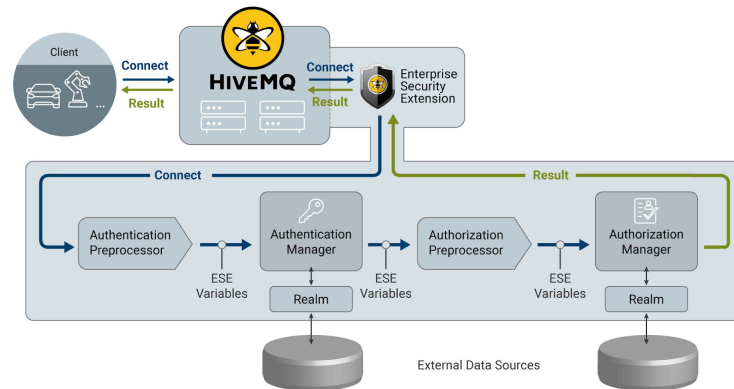 Client
...
Connect
Result
HIVEMQ
Connect
Result
Enterprise
Security
Extension
Connect
Result
Authentication
Preprocessor
ESE
Variables
Authentication
Manager
Realm
ESE
Variables
Authorization
Preprocessor
ESE
Variables
Authorization
Manager
Realm
External Data Sources